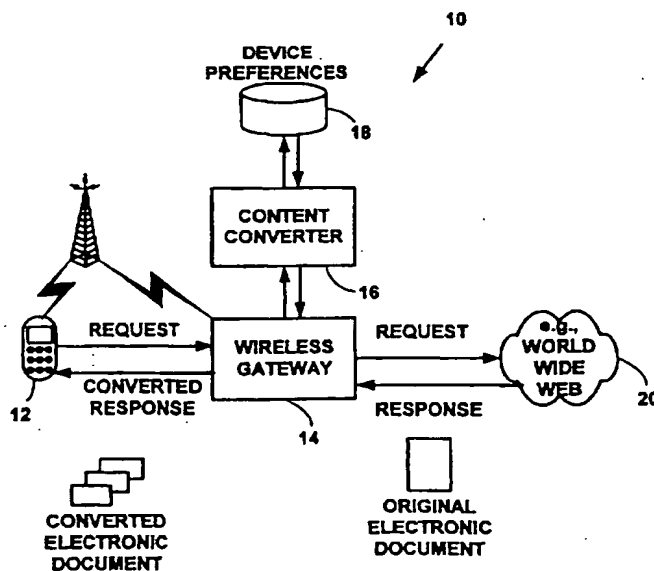 10
DEVICE
PREFERENCES
18
CONTENT
CONVERTER
16
REQUEST
WIRELESS
GATEWAY
REQUEST
e.g.,
WORLD
WIDE
WEB
CONVERTED
RESPONSE
RESPONSE
12
14
20
CONVERTED
ELECTRONIC
DOCUMENT
ORIGINAL
ELECTRONIC
DOCUMENT